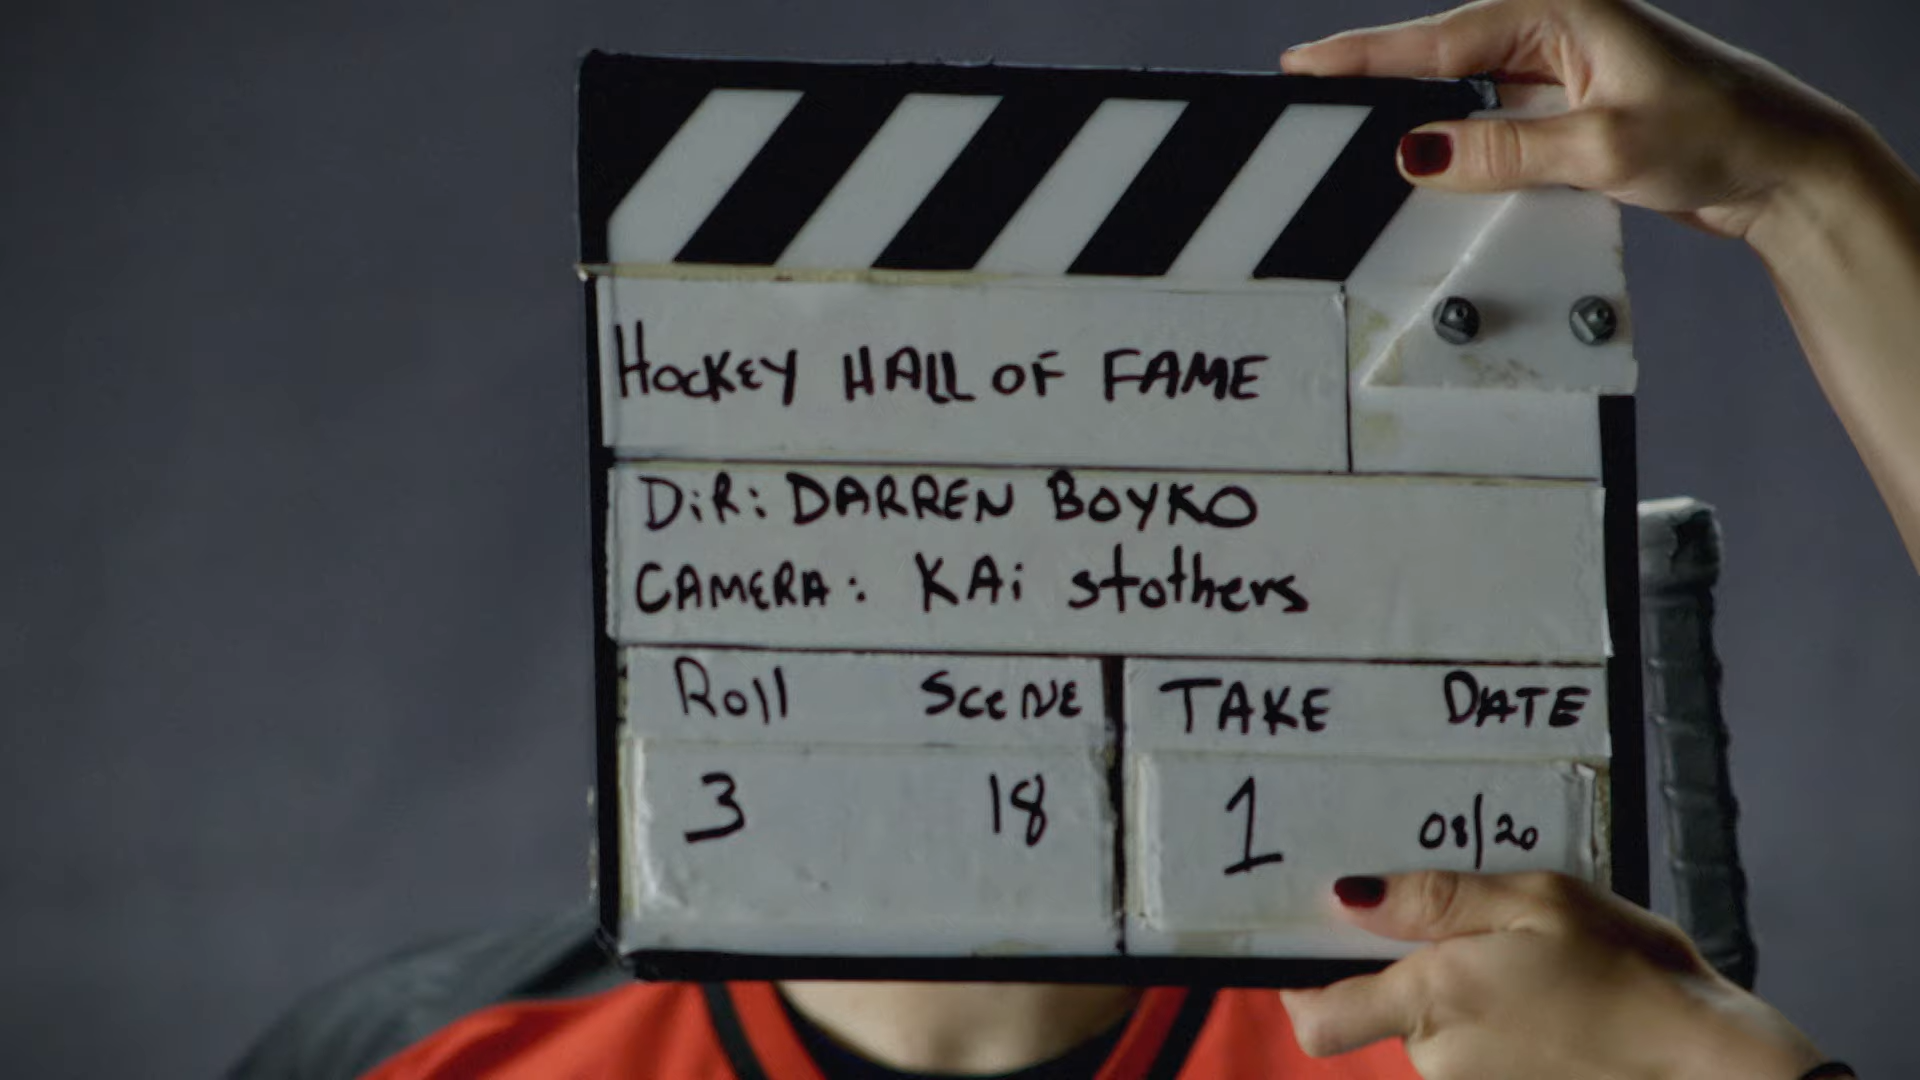 HOCKEY HALL OF FAME
DiR: DARREN BOYKO
CAMERA: KAi stothers
Roll SCENE TAKE DATE
3 18 1 08/20